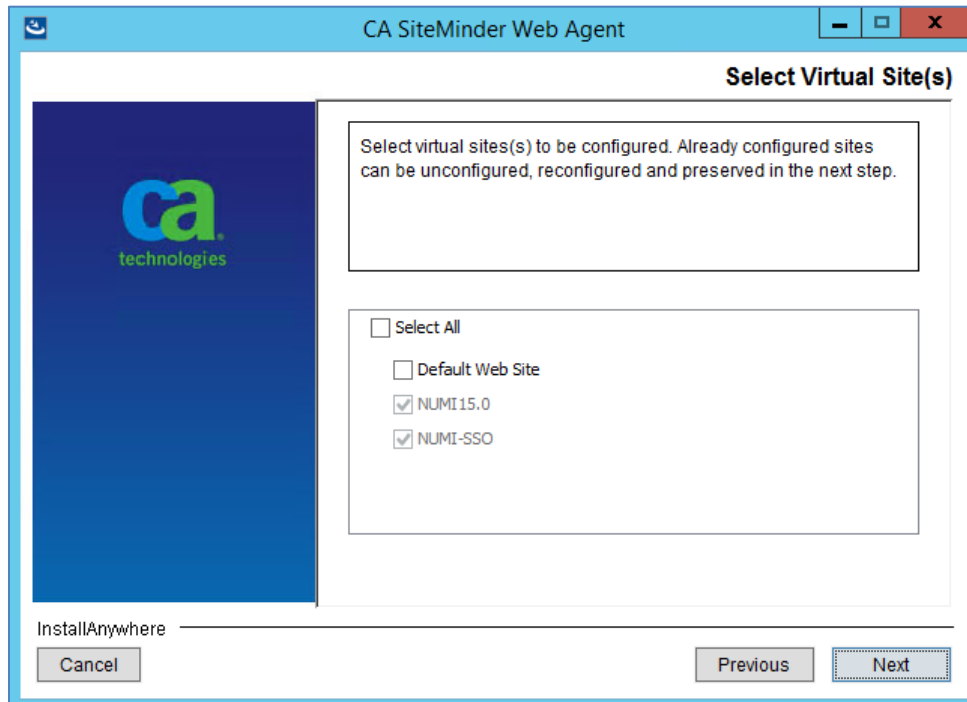 CA SiteMinder Web Agent
Select Virtual Site(s)
Select virtual sites(s) to be configured. Already configured sites
can be unconfigured, reconfigured and preserved in the next step.
ca
technologies
Select All
Default Web Site
NUMI15.0
NUMI-SSO
InstallAnywhere
Cancel
Previous
Next